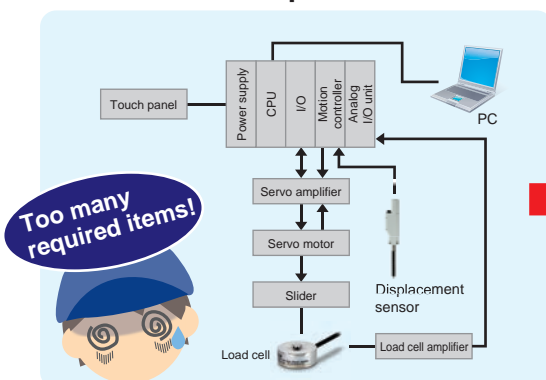 Touch panel
Power supply
CPU
I/O
Motion
controller
Analog
I/O unit
PC
Servo amplifier
Too many
required items!
Servo motor
Slider
Displacement
sensor
Load cell
Load cell amplifier